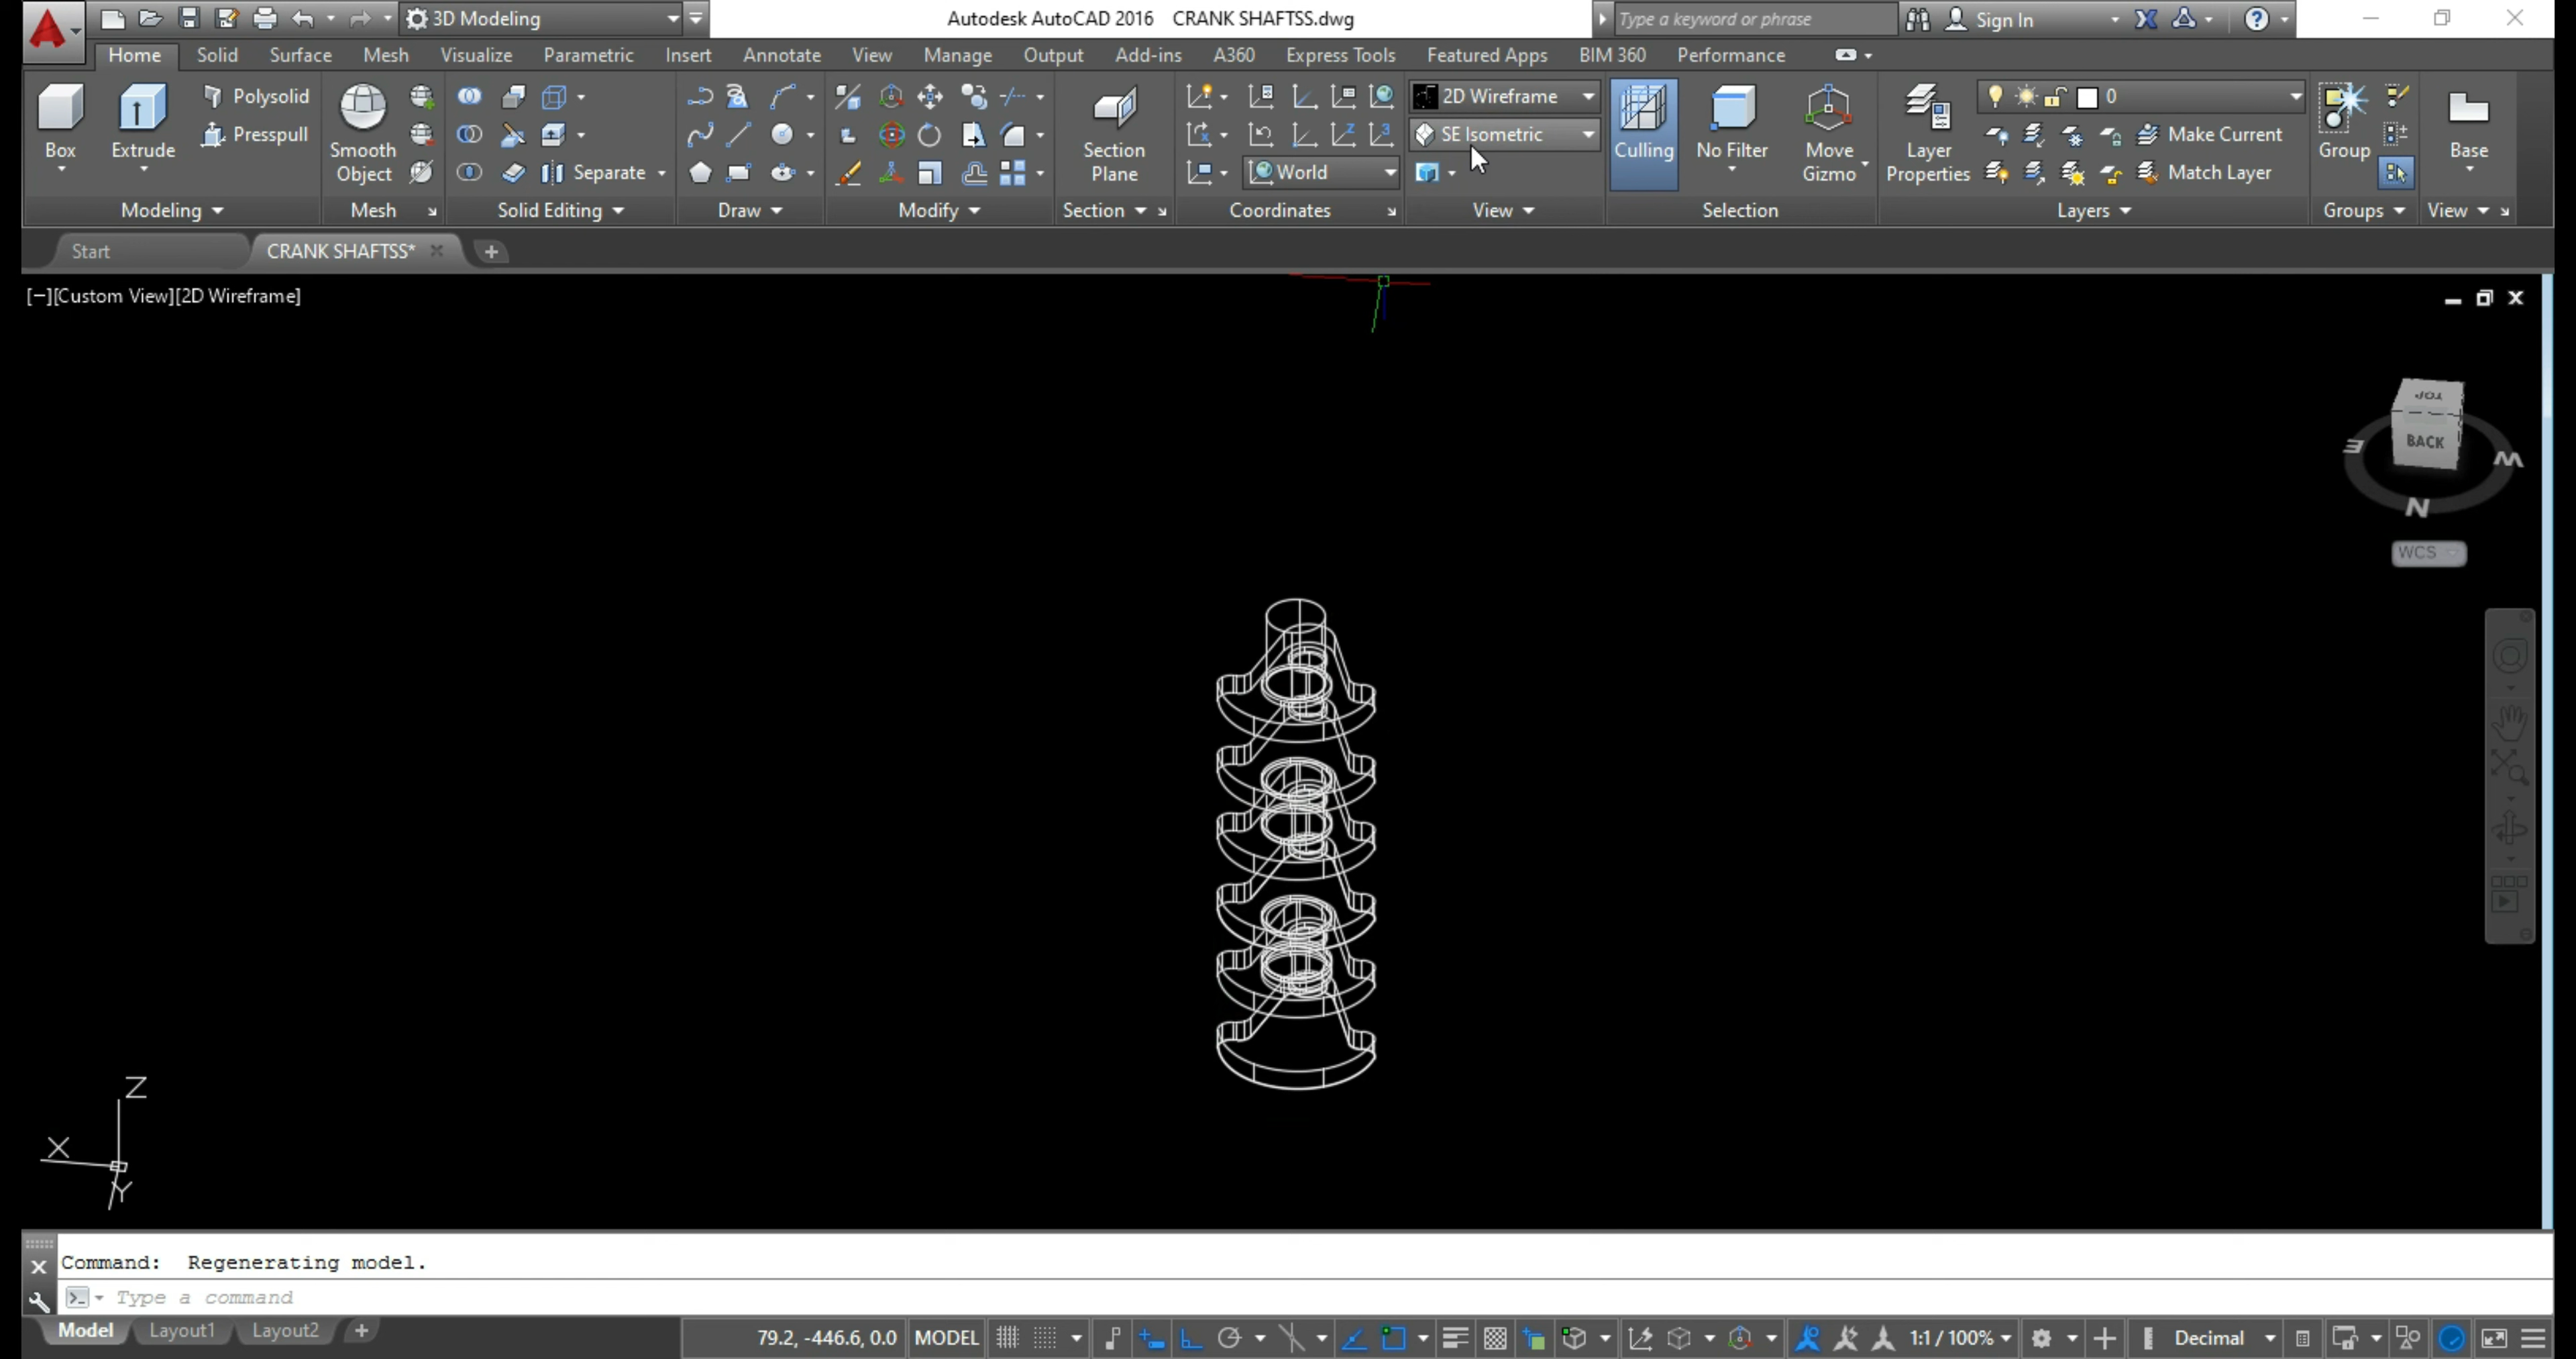 3D Modeling
Autodesk AutoCAD 2016 CRANK SHAFTSS.dwg
Type a keyword or phrase
Sign In
Home Solid Surface Mesh Visualize Parametric Insert Annotate View Manage Output Add-ins A360 Express Tools Featured Apps BIM 360 Performance
Box
Extrude
Polysolid
Presspull
Smooth Object
Separate
Section Plane
World
2D Wireframe
SE Isometric
Culling
No Filter
Move Gizmo
Layer Properties
0
Make Current
Match Layer
Group
Base
Modeling Mesh Solid Editing Draw Modify Section Coordinates View Selection Layers Groups View
Start CRANK SHAFTSS*
[−][Custom View][2D Wireframe]
TOP
BACK
E
W
N
WCS
Z
X
Y
Command: Regenerating model.
Type a command
Model Layout1 Layout2
79.2, -446.6, 0.0 MODEL 1:1 / 100% Decimal